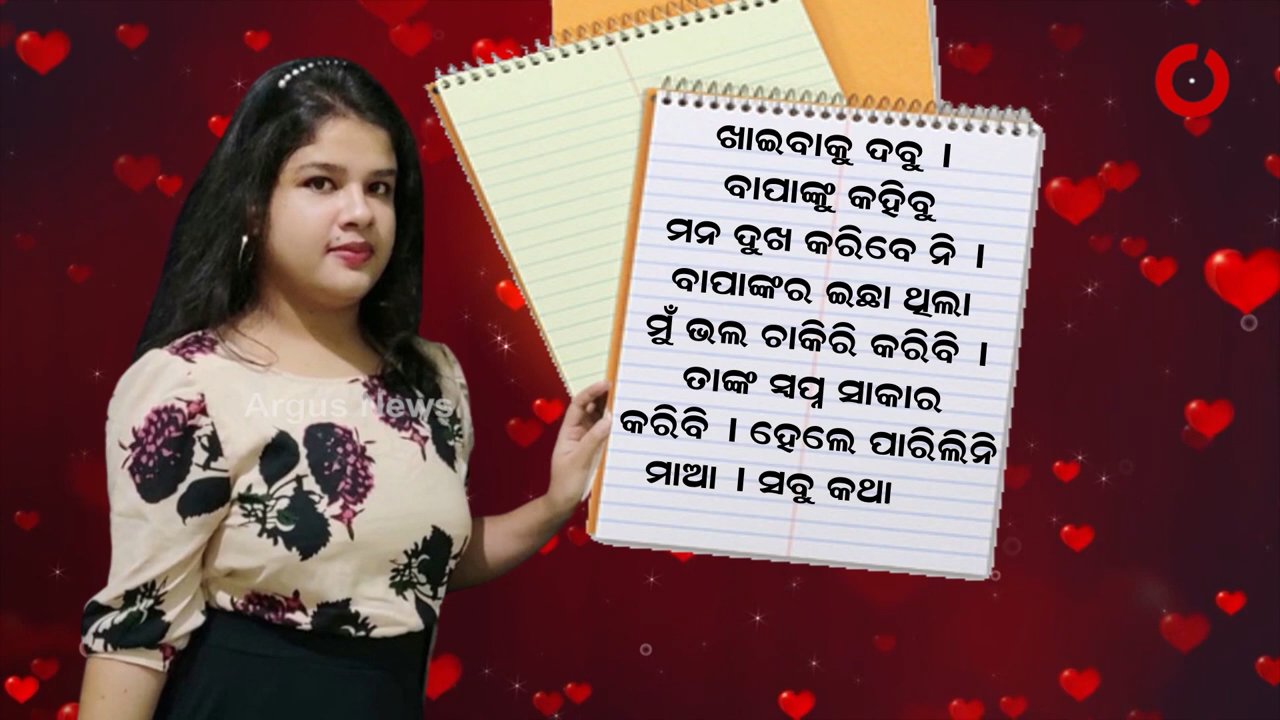 ଖାଇବାକୁ ଦବୁ ।
ବାପାଙ୍କୁ କହିବୁ
ମନ ଦୁଖ କରିବେ ନି ।
ବାପାଙ୍କର ଇଛା ଥିଲା
ମୁଁ ଭଲ ଚାକିରି କରିବି ।
ତାଙ୍କ ସ୍ୱପ୍ନ ସାକାର
କରିବି । ହେଲେ ପାରିଲିନି
ମାଆ । ସବୁ କଥା
Argus News